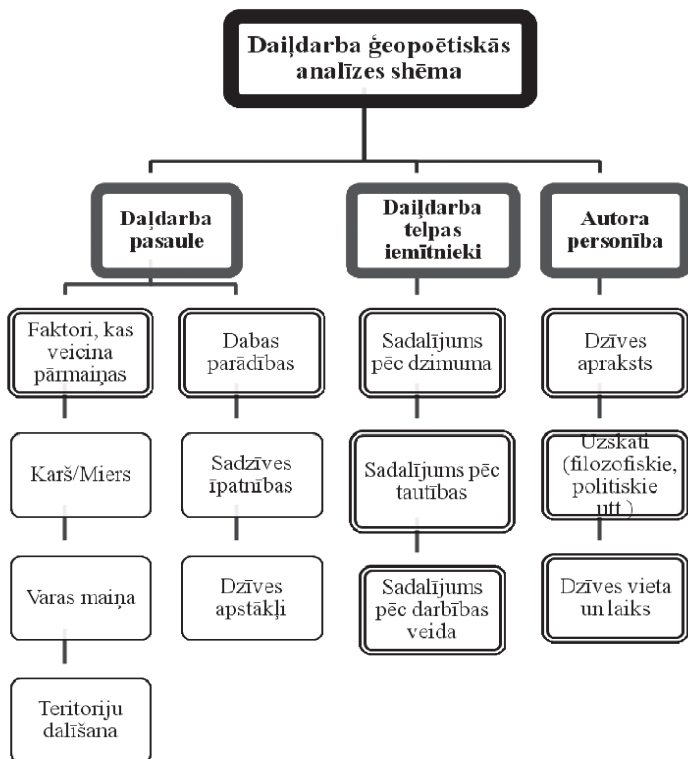 Daiļdarba ģeopoētiskās
analīzes shēma
Daļdarba
pasaule
Daiļdarba
telpas
iemītnieki
Autora
personība
Faktori, kas
veicina
pārmaiņas
Dabas
parādības
Sadalījums
pēc dzimuma
Dzīves
apraksts
Karš/Miers
Sadzīves
īpatnības
Sadalījums pēc
tautības
Uzskati
(filozofiskie,
politiskie
utt.)
Varas maiņa
Dzīves
apstākļi
Sadalījums
pēc darbības
veida
Dzīves vieta
un laiks
Teritoriju
dalīšana